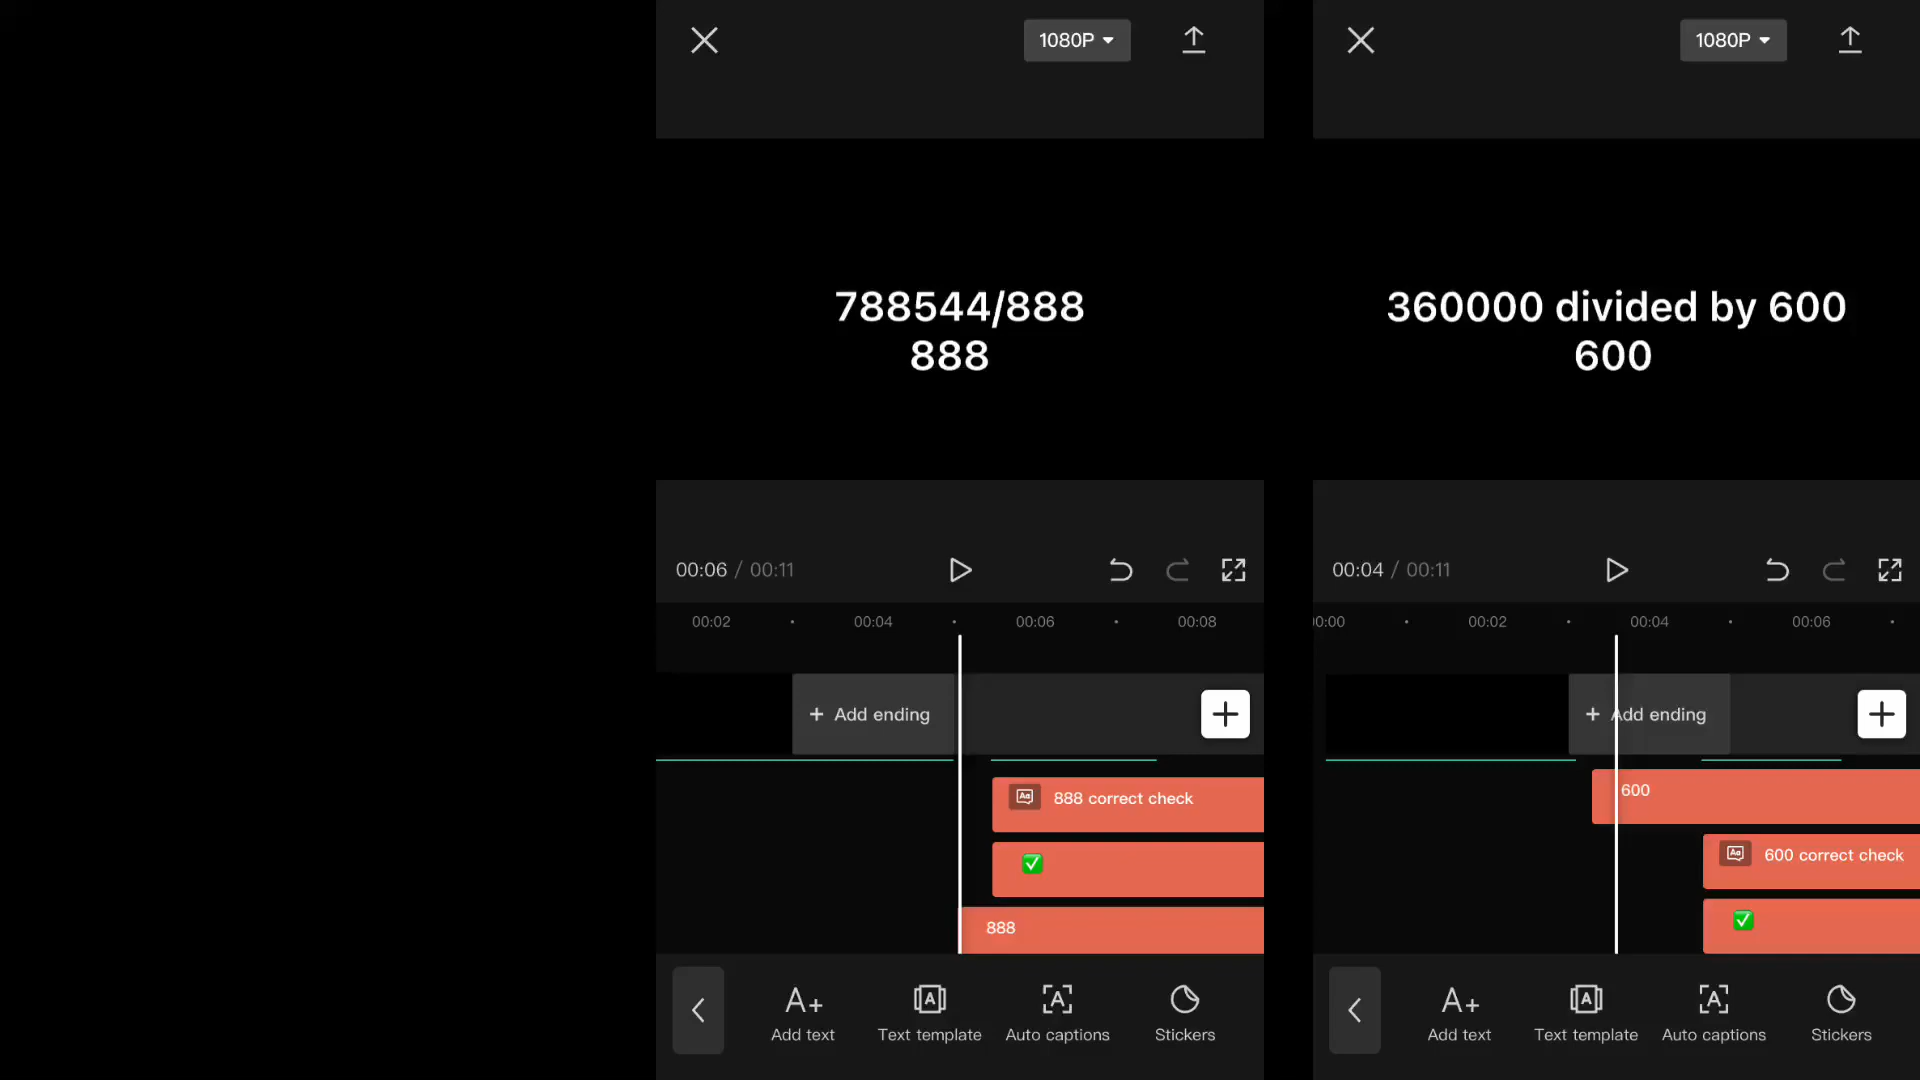 1080P
788544/888
888
00:06 / 00:11
00:02
00:04
00:06
00:08
+ Add ending
888 correct check
888
Add text
Text template
Auto captions
Stickers
1080P
360000 divided by 600
600
00:04 / 00:11
00:00
00:02
00:04
00:06
+ Add ending
600
600 correct check
Add text
Text template
Auto captions
Stickers